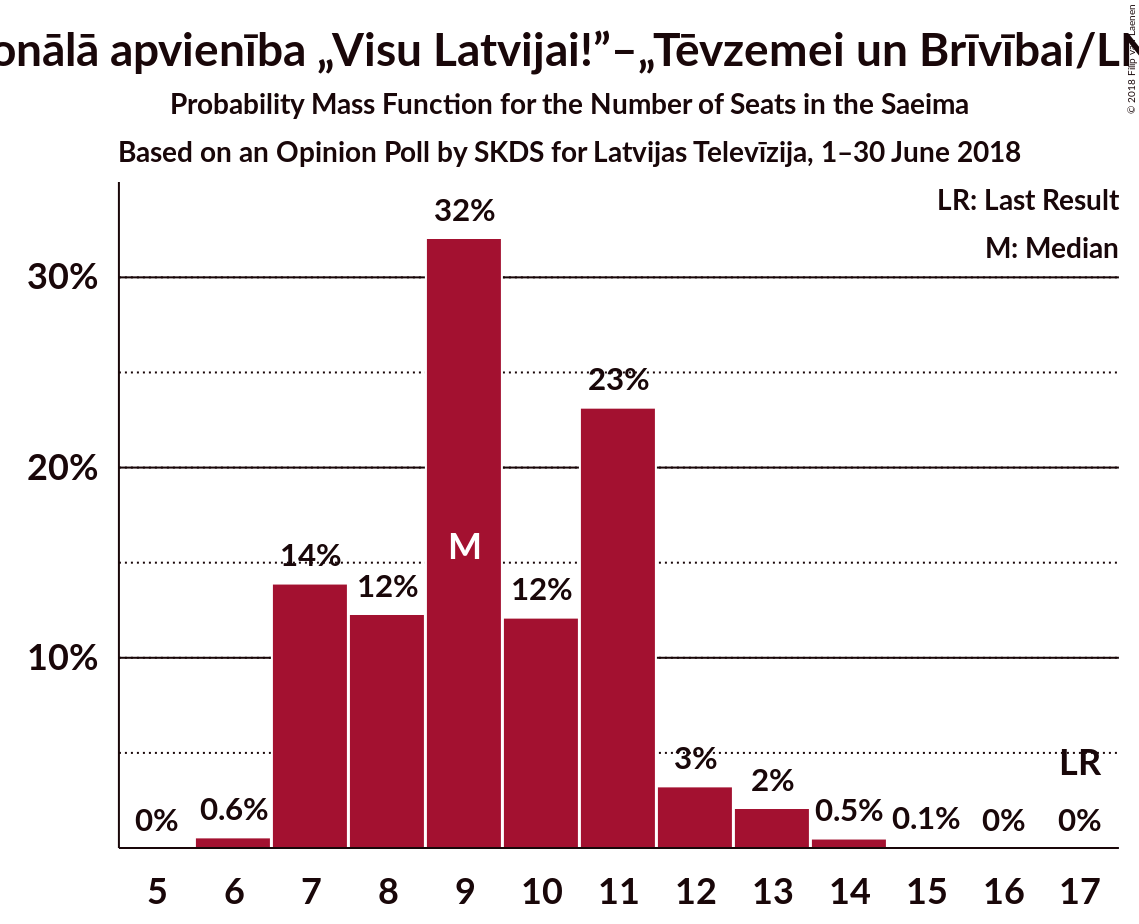 onālā apvienība „Visu Latvijai!”–„Tēvzemei un Brīvībai/LN
Probability Mass Function for the Number of Seats in the Saeima
Based on an Opinion Poll by SKDS for Latvijas Televīzija, 1–30 June 2018
© 2018 Filip van Laenen
LR: Last Result
M: Median
30%
20%
10%
0%
0.6%
14%
12%
32%
M
12%
23%
3%
2%
0.5%
0.1%
0%
LR
0%
5 6 7 8 9 10 11 12 13 14 15 16 17